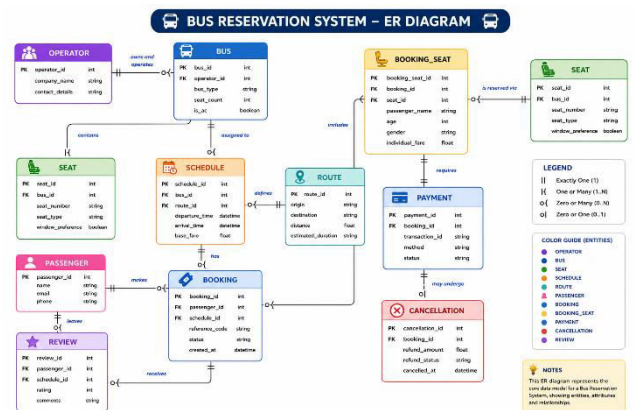 BUS RESERVATION SYSTEM – ER DIAGRAM
OPERATOR
PK operator_id int
company_name string
contact_details string
owns and
operates
BUS
PK bus_id int
FK operator_id int
bus_type string
seat_count int
is_ac boolean
BOOKING_SEAT
PK booking_seat_id int
FK booking_id int
FK seat_id int
passenger_name string
age int
gender string
individual_fare float
is reserved via
SEAT
PK seat_id int
FK bus_id int
seat_number string
seat_type string
window_preference boolean
contains
assigned to
includes
SEAT
PK seat_id int
FK bus_id int
seat_number string
seat_type string
window_preference boolean
SCHEDULE
PK schedule_id int
FK bus_id int
FK route_id int
departure_time datetime
arrival_time datetime
base_fare float
defines
ROUTE
PK route_id int
origin string
destination string
distance float
estimated_duration string
requires
PAYMENT
PK payment_id int
FK booking_id int
transaction_id string
method string
status string
LEGEND
Exactly One (1)
One or Many (1..N)
Zero or Many (0..N)
Zero or One (0..1)
PASSENGER
PK passenger_id int
name string
email string
phone string
makes
has
BOOKING
PK booking_id int
FK passenger_id int
FK schedule_id int
reference_code string
status string
created_at datetime
may undergo
CANCELLATION
PK cancellation_id int
FK booking_id int
refund_amount float
refund_status string
cancelled_at datetime
COLOR GUIDE (ENTITIES)
OPERATOR
BUS
SEAT
SCHEDULE
ROUTE
PASSENGER
BOOKING
BOOKING_SEAT
PAYMENT
CANCELLATION
REVIEW
leaves
REVIEW
PK review_id int
FK passenger_id int
FK schedule_id int
rating int
comments string
receives
NOTES
This ER diagram represents the
core data model for a Bus Reservation
System, showing entities, attributes
and relationships.